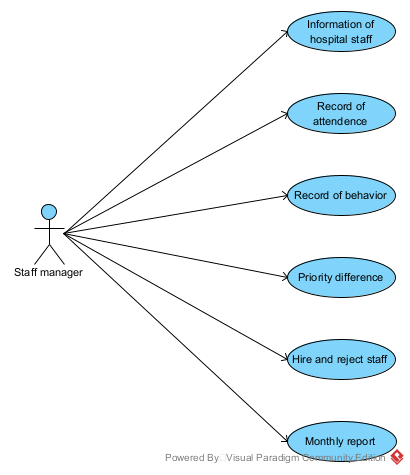 Information of
hospital staff
Record of
attendence
Record of behavior
Staff manager
Priority difference
Hire and reject staff
Monthly report
Powered By Visual Paradigm Community Edition